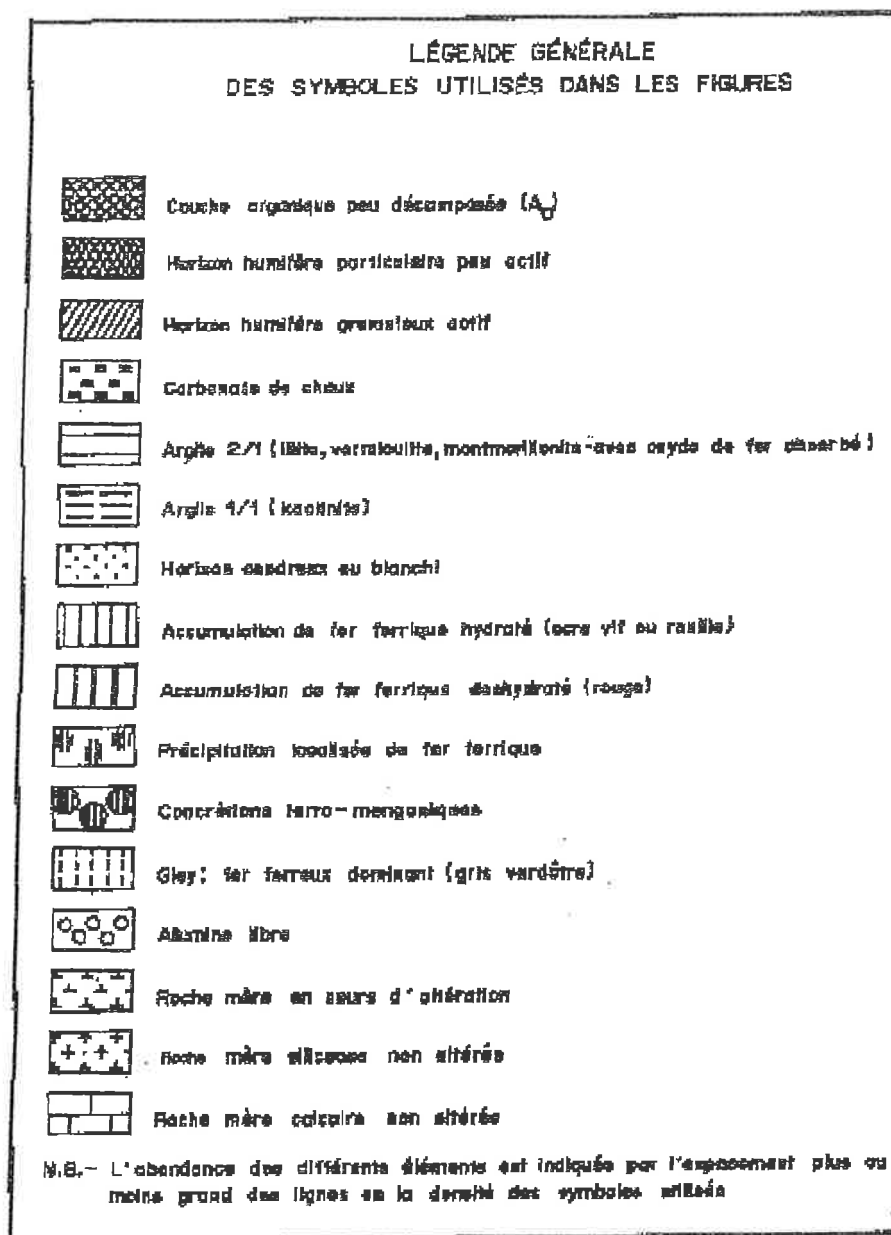 LÉGENDE GÉNÉRALE
DES SYMBOLES UTILISÉS DANS LES FIGURES
Couche organique peu décomposée (A₀)
Horizon humifère particulaire peu actif
Horizon humifère grumeleux actif
Carbonate de chaux
Argile 2/1 (illite, vermiculite, montmorillonite-avec oxyde de fer absorbé)
Argile 1/1 (kaolinite)
Horizon cendreux ou blanchi
Accumulation de fer ferrique hydraté (ocre vif ou rouille)
Accumulation de fer ferrique deshydraté (rouge)
Précipitation localisée de fer ferrique
Concrétions ferro-manganiques
Gley: fer ferreux dominant (gris verdâtre)
Alumine libre
Roche mère en cours d'altération
Roche mère siliceuse non altérée
Roche mère calcaire non altérée
N.B.- L'abondance des différents éléments est indiquée par l'espacement plus ou
moins grand des lignes ou la densité des symboles utilisés